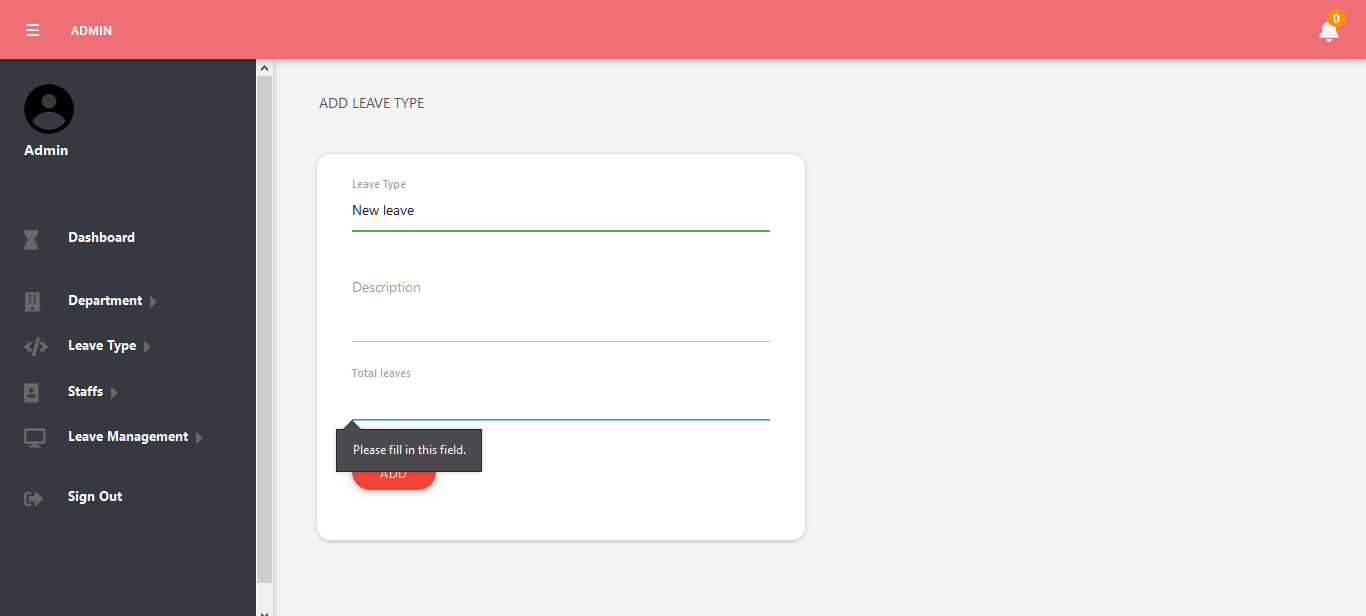 ADMIN
0
Admin
Dashboard
Department
Leave Type
Staffs
Leave Management
Sign Out
ADD LEAVE TYPE
Leave Type
New leave
Description
Total leaves
Please fill in this field.
ADD